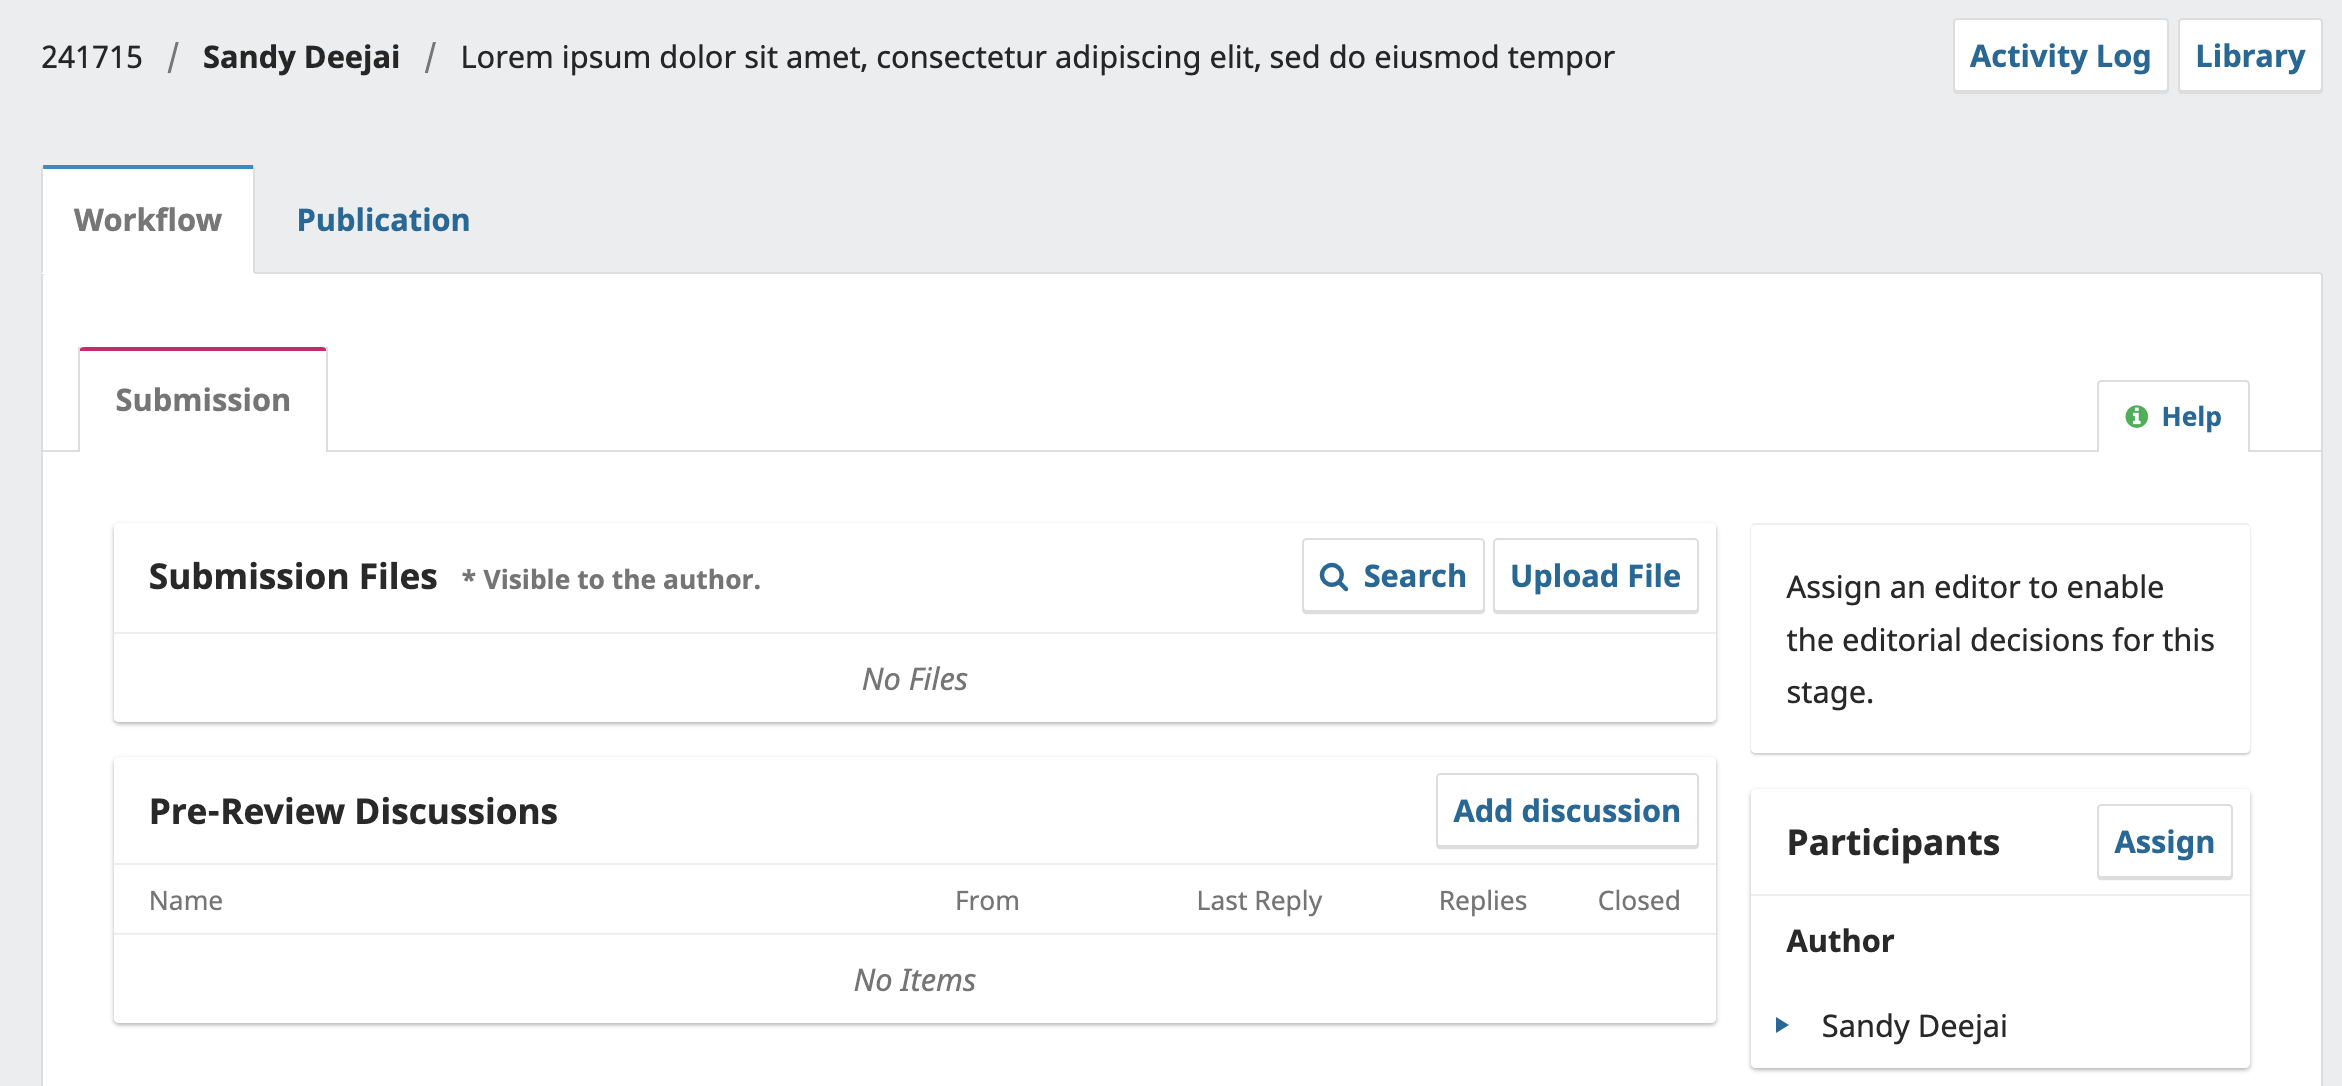 241715 / Sandy Deejai / Lorem ipsum dolor sit amet, consectetur adipiscing elit, sed do eiusmod tempor
Activity Log
Library
Workflow
Publication
Submission
Help
Submission Files * Visible to the author.
Search
Upload File
No Files
Pre-Review Discussions
Add discussion
Name From Last Reply Replies Closed
No Items
Assign an editor to enable
the editorial decisions for this
stage.
Participants
Assign
Author
Sandy Deejai